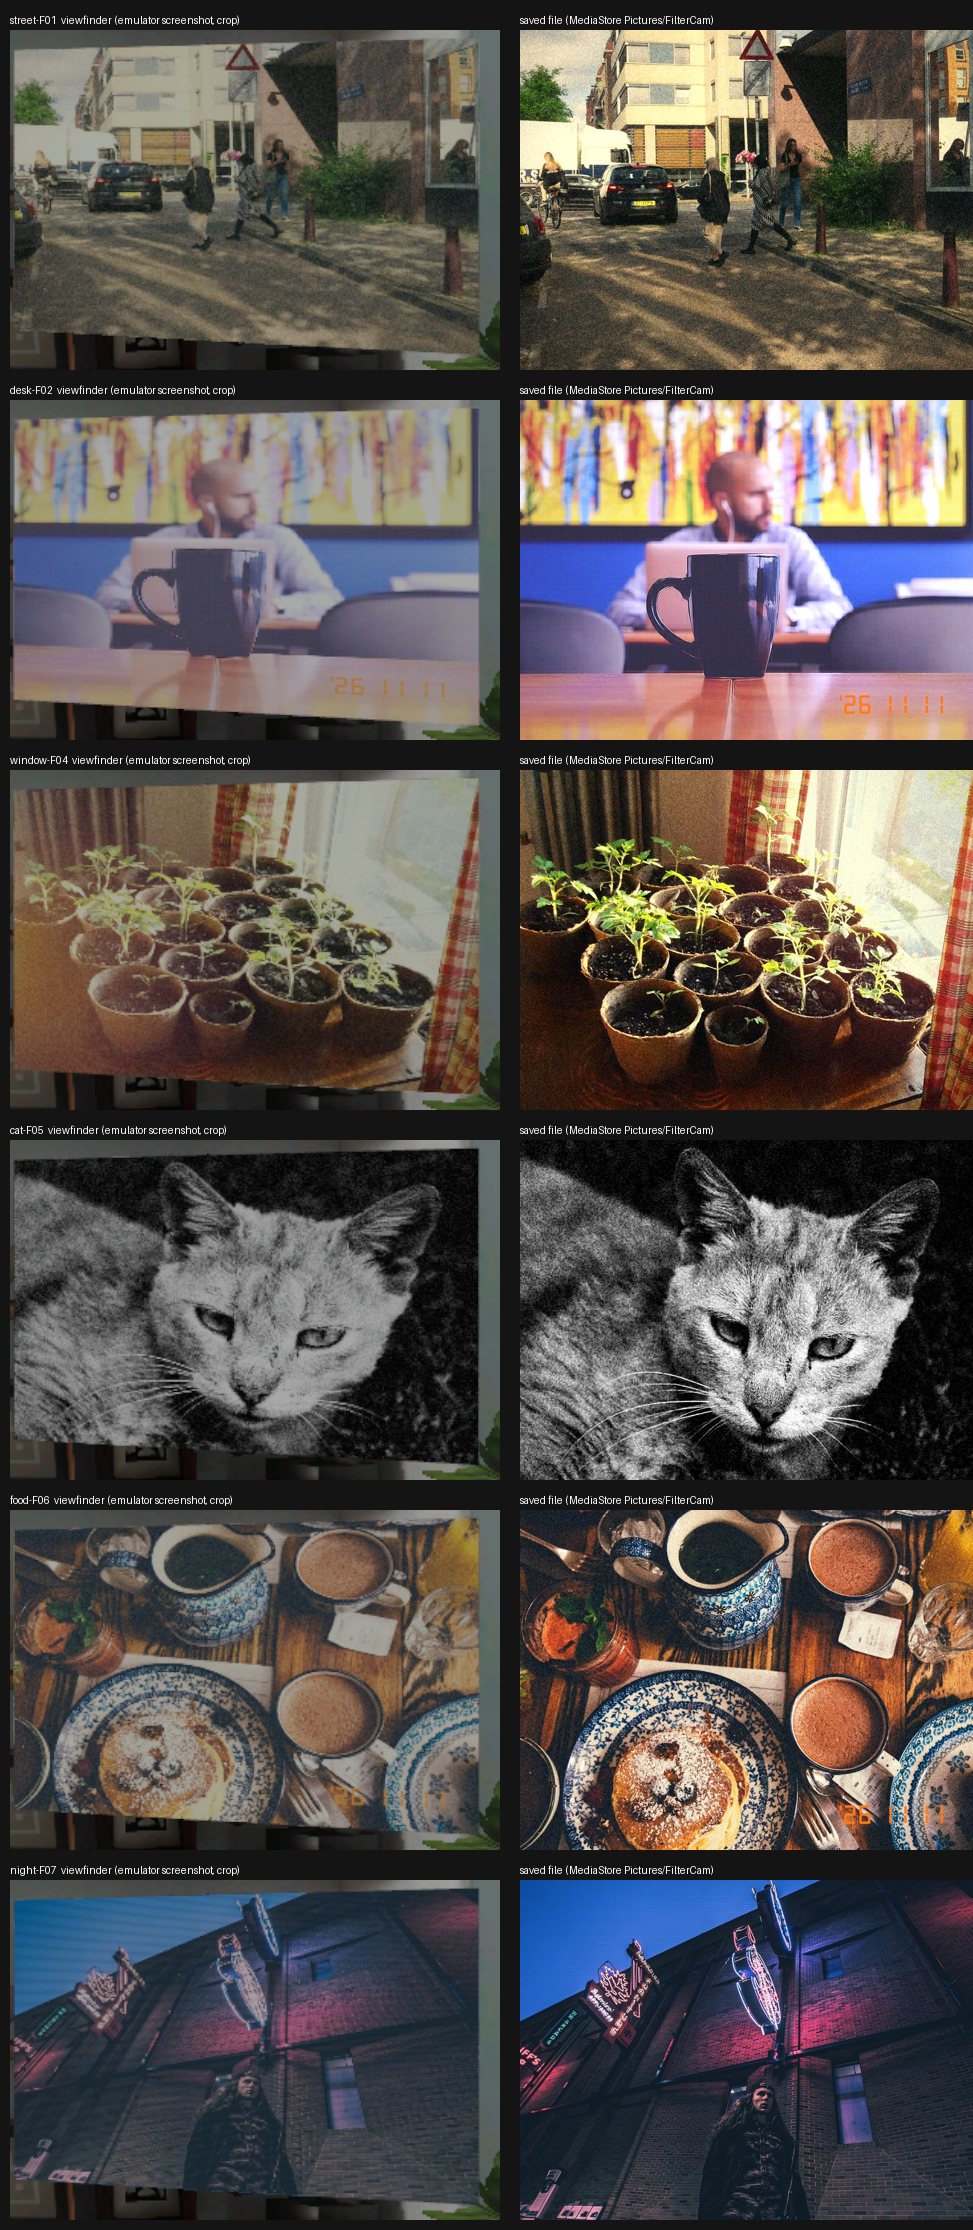 street-F01 viewfinder (emulator screenshot, crop)
saved file (MediaStore Pictures/FilterCam)
desk-F02 viewfinder (emulator screenshot, crop)
saved file (MediaStore Pictures/FilterCam)
'26 11 11
'26 11 11
window-F04 viewfinder (emulator screenshot, crop)
saved file (MediaStore Pictures/FilterCam)
cat-F05 viewfinder (emulator screenshot, crop)
saved file (MediaStore Pictures/FilterCam)
food-F06 viewfinder (emulator screenshot, crop)
saved file (MediaStore Pictures/FilterCam)
'26 11 11
'26 11 11
night-F07 viewfinder (emulator screenshot, crop)
saved file (MediaStore Pictures/FilterCam)